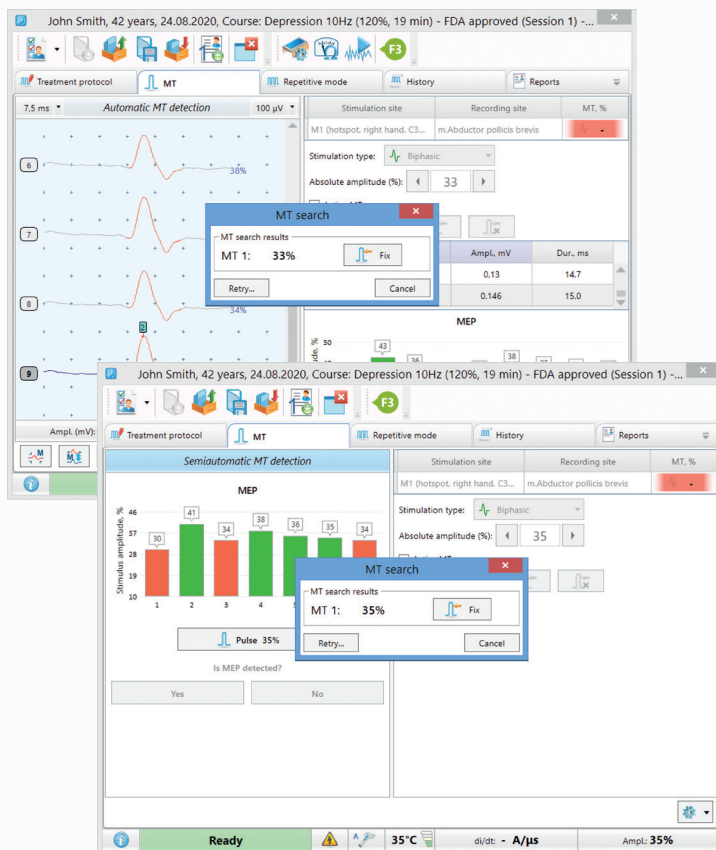 John Smith, 42 years, 24.08.2020, Course: Depression 10Hz (120%, 19 min) - FDA approved (Session 1) -...
F3
Treatment protocol MT Repetitive mode History Reports
7.5 ms Automatic MT detection 100 µV
Stimulation site Recording site MT, %
M1 (hotspot, right hand, C3... m.Abductor pollicis brevis -
Stimulation type: Biphasic
Absolute amplitude (%): 33
6 38%
7
8 34%
2
9
MT search
MT search results
MT 1: 33% Fix
Retry... Cancel
Ampl., mV Dur., ms
0,13 14.7
0,146 15,0
MEP
50
43
38
Ampl. (mV):
M
John Smith, 42 years, 24.08.2020, Course: Depression 10Hz (120%, 19 min) - FDA approved (Session 1) -...
F3
Treatment protocol MT Repetitive mode History Reports
Semiautomatic MT detection
Stimulation site Recording site MT, %
M1 (hotspot, right hand, C3... m.Abductor pollicis brevis -
Stimulation type: Biphasic
Absolute amplitude (%): 35
MEP
Stimulus amplitude, %
46
37
28
19
10
30 41 34 38 36 35 34
1 2 3 4
MT search
MT search results
MT 1: 35% Fix
Retry... Cancel
Pulse 35%
Is MEP detected?
Yes No
Ready A 35°C di/dt: - A/µs Ampl.: 35%